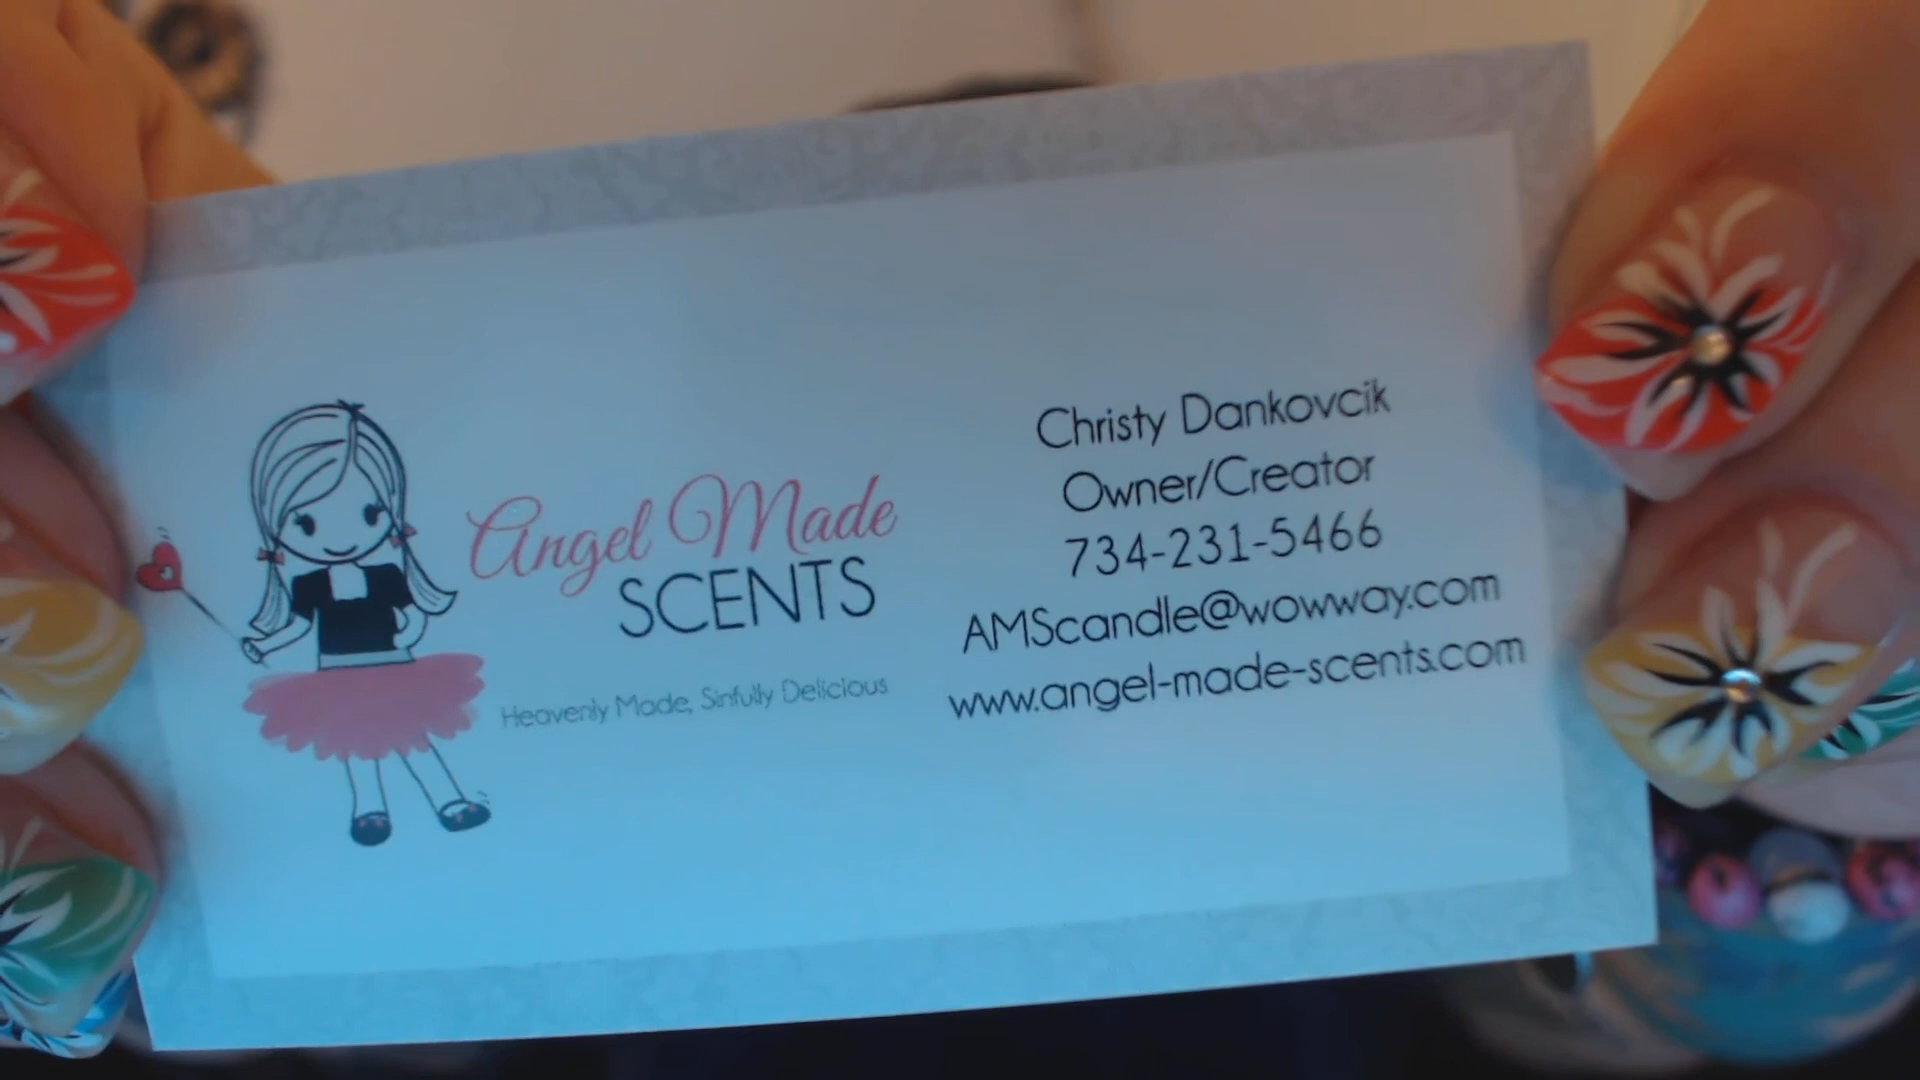 Angel Made
SCENTS
Heavenly Made, Sinfully Delicious
Christy Dankovcik
Owner/Creator
734-231-5466
AMScandle@wowway.com
www.angel-made-scents.com